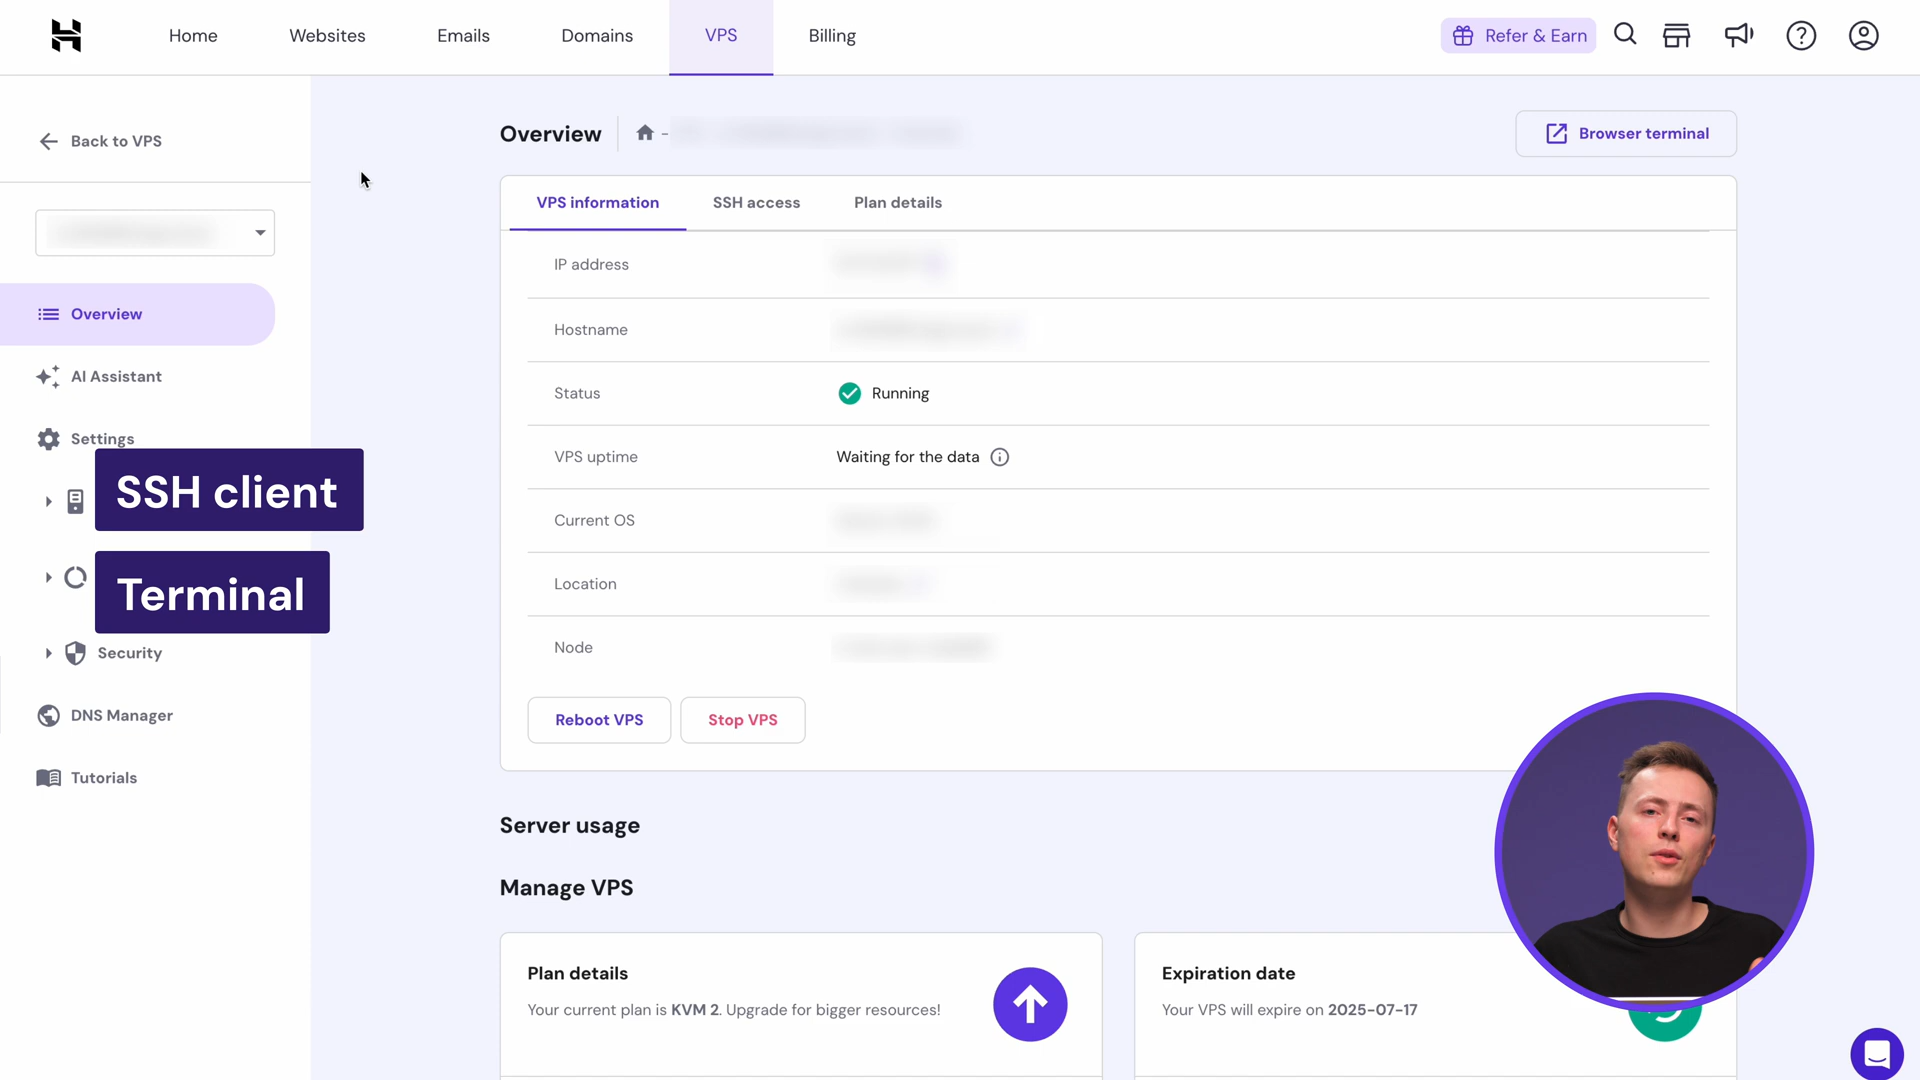 Home
Websites
Emails
Domains
VPS
Billing
Refer & Earn
Back to VPS
Overview
Browser terminal
VPS information
SSH access
Plan details
IP address
Hostname
Status
Running
VPS uptime
Waiting for the data
Current OS
Location
Node
Reboot VPS
Stop VPS
Overview
AI Assistant
Settings
SSH client
Terminal
Security
DNS Manager
Tutorials
Server usage
Manage VPS
Plan details
Your current plan is KVM 2. Upgrade for bigger resources!
Expiration date
Your VPS will expire on 2025-07-17